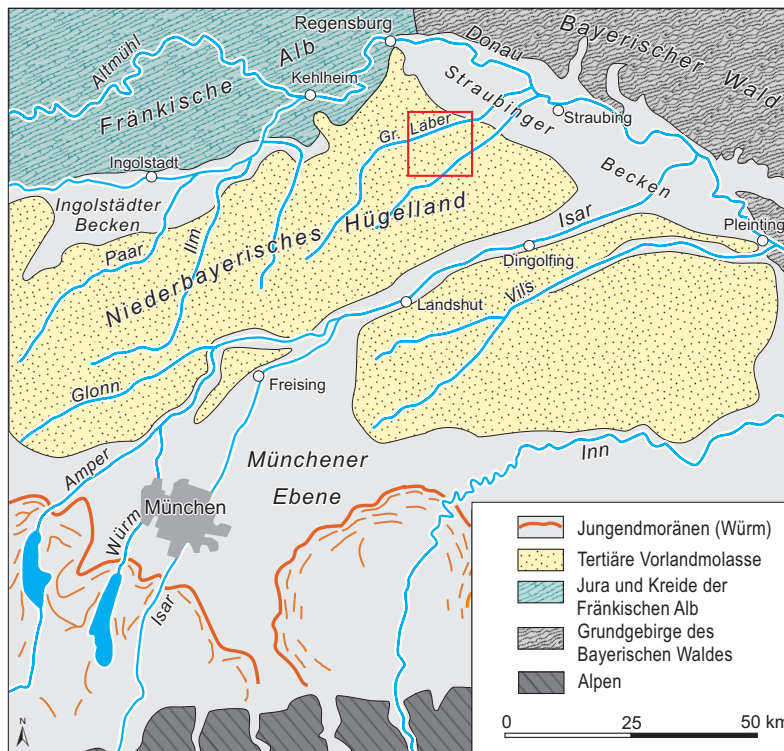 Regensburg
Donau
Bayerischer Wald
Altmühl
Fränkische Alb
Kehlheim
Straubinger Becken
Straubing
Gr. Laber
Ingolstadt
Ingolstädter
Becken
Paar
Ilm
Niederbayerisches Hügelland
Isar
Pleinting
Dingolfing
Vils
Landshut
Glonn
Freising
Amper
Münchener
Ebene
Inn
Würm
München
Isar
Jungendmoränen (Würm)
Tertiäre Vorlandmolasse
Jura und Kreide der
Fränkischen Alb
Grundgebirge des
Bayerischen Waldes
Alpen
N
0 25 50 km